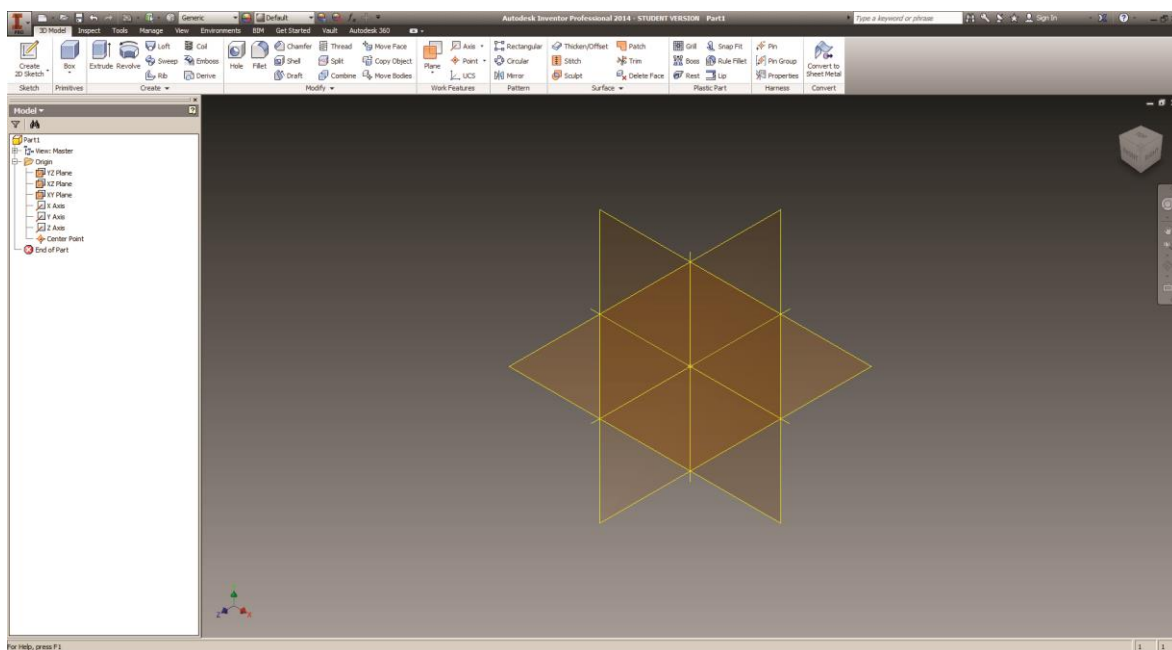 Generic Default Autodesk Inventor Professional 2014 - STUDENT VERSION Part1 Type a keyword or phrase Sign In
PRO 3D Model Inspect Tools Manage View Environments BIM Get Started Vault Autodesk 360
Create 2D Sketch Box Extrude Revolve Loft Coil Hole Fillet Chamfer Thread Move Face Plane Axis Rectangular Thicken/Offset Patch Grill Snap Fit Pin Convert to Sheet Metal
Sweep Emboss Shell Split Copy Object Point Circular Stitch Trim Boss Rule Fillet Pin Group
Rib Derive Draft Combine Move Bodies UCS Mirror Sculpt Delete Face Rest Lip Properties
Sketch Primitives Create Modify Work Features Pattern Surface Plastic Part Harness Convert
Model
Part1
View: Master
Origin
YZ Plane
XZ Plane
XY Plane
X Axis
Y Axis
Z Axis
Center Point
End of Part
Z X
For Help, press F1 1 1